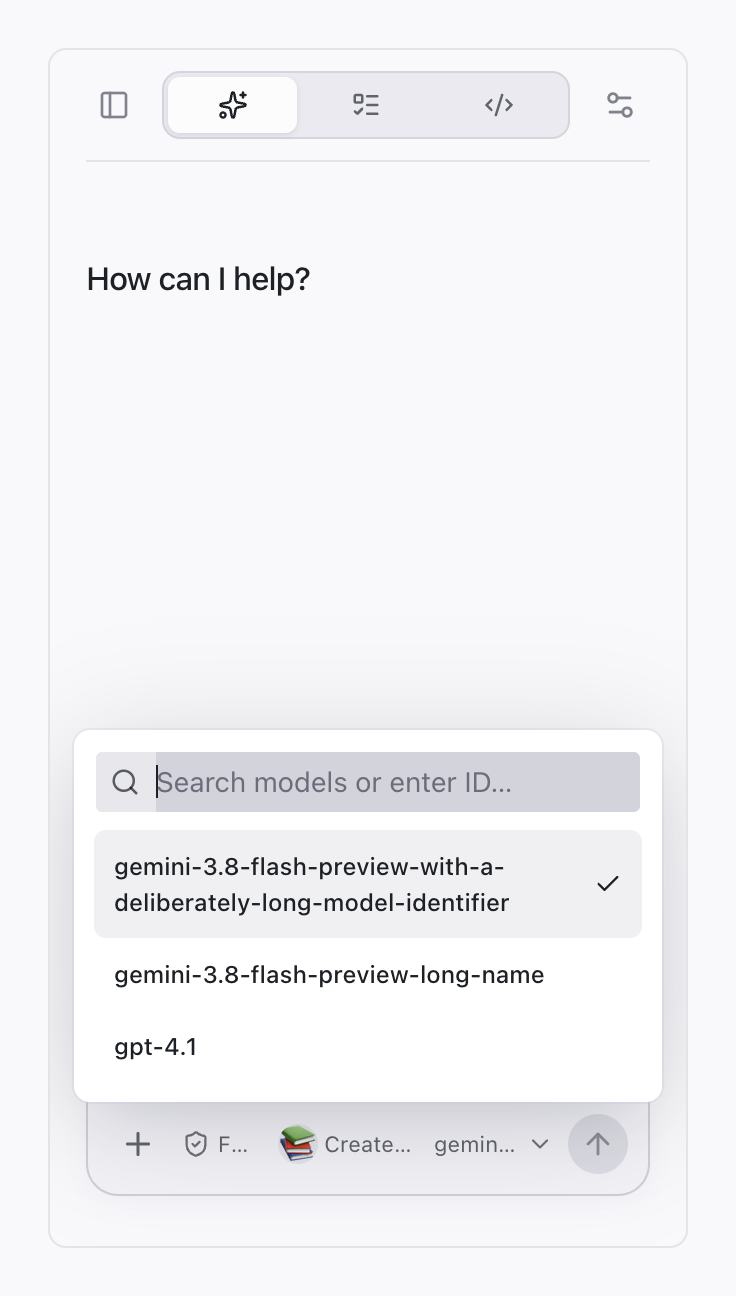 How can I help?
Search models or enter ID...
gemini-3.8-flash-preview-with-a-
deliberately-long-model-identifier
gemini-3.8-flash-preview-long-name
gpt-4.1
F... Create... gemin...